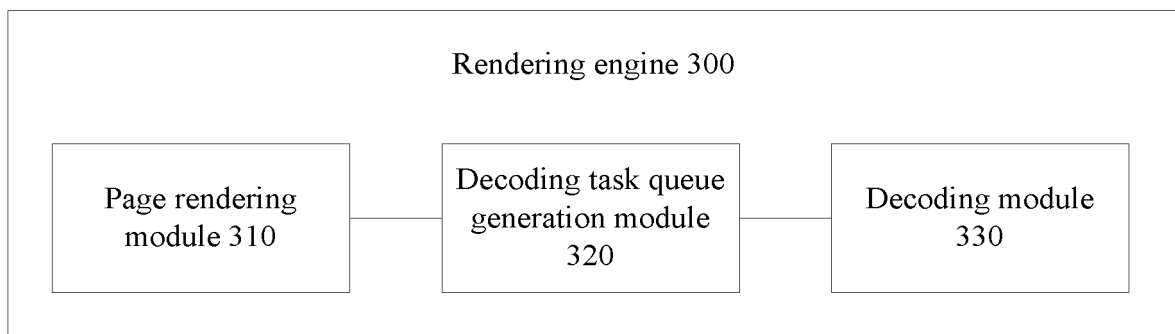 Rendering engine 300
Page rendering
module 310
Decoding task queue
generation module
320
Decoding module
330